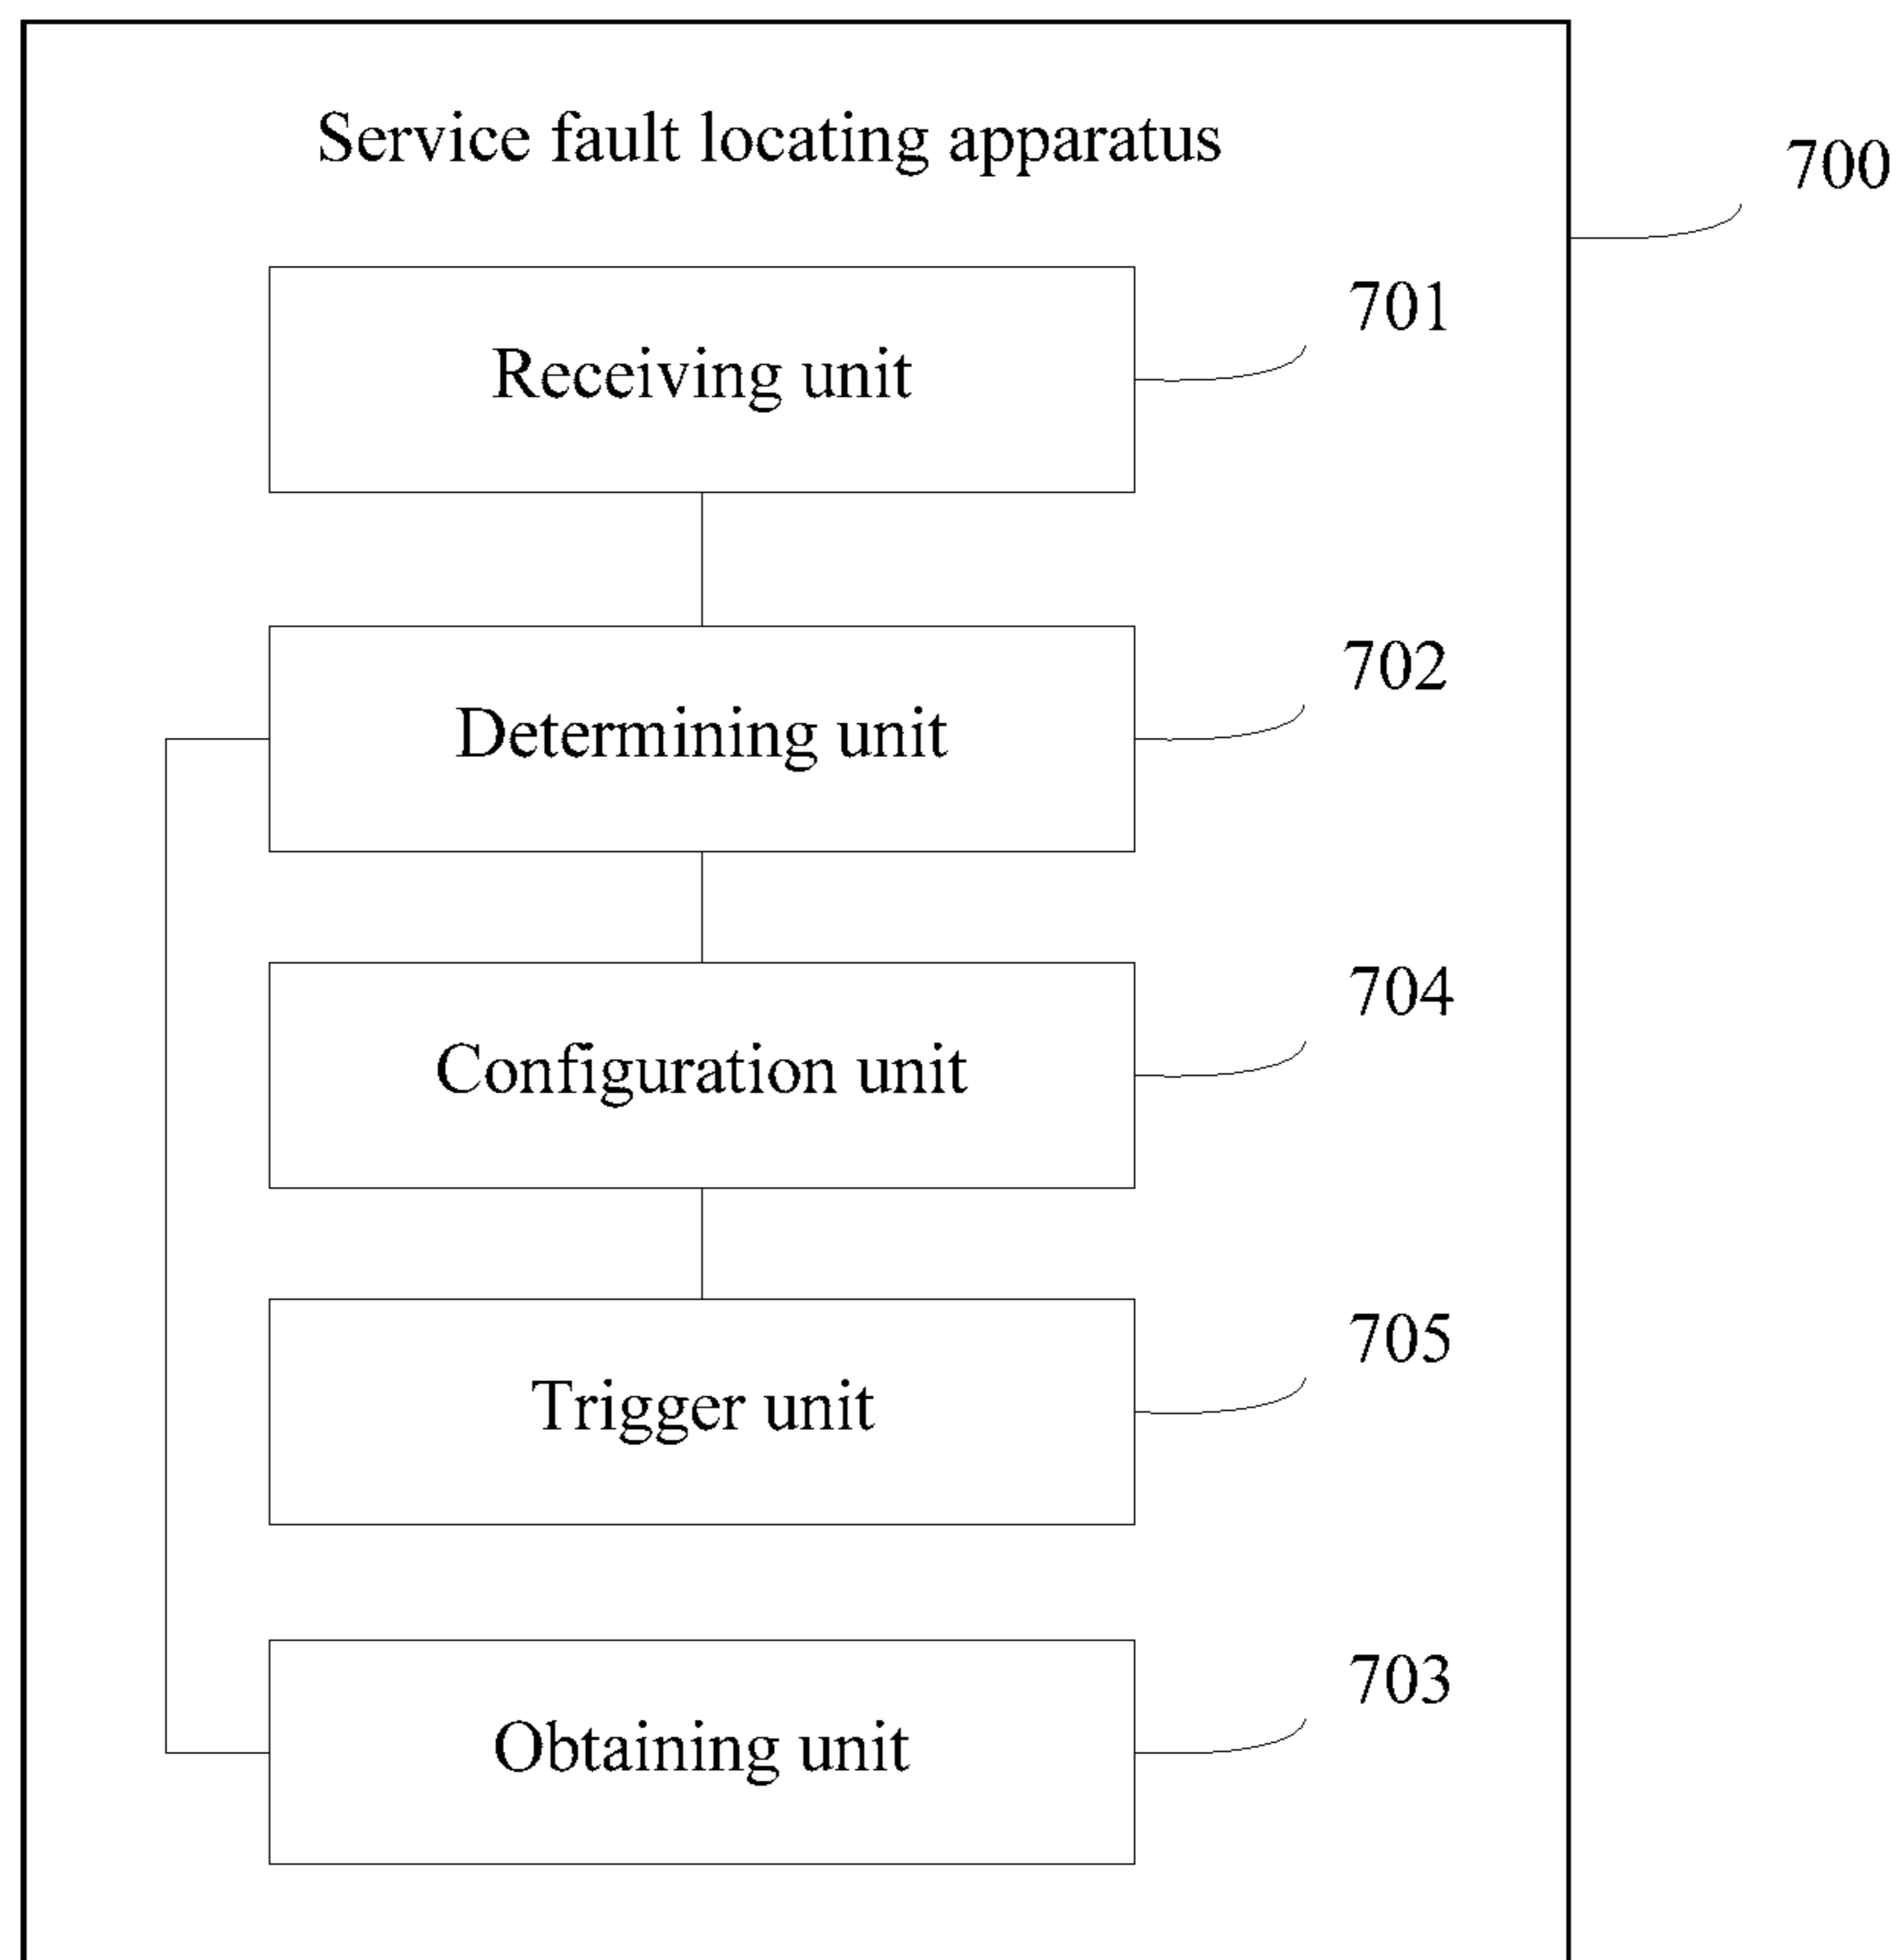 Service fault locating apparatus
700
701
Receiving unit
702
Determining unit
704
Configuration unit
705
Trigger unit
703
Obtaining unit